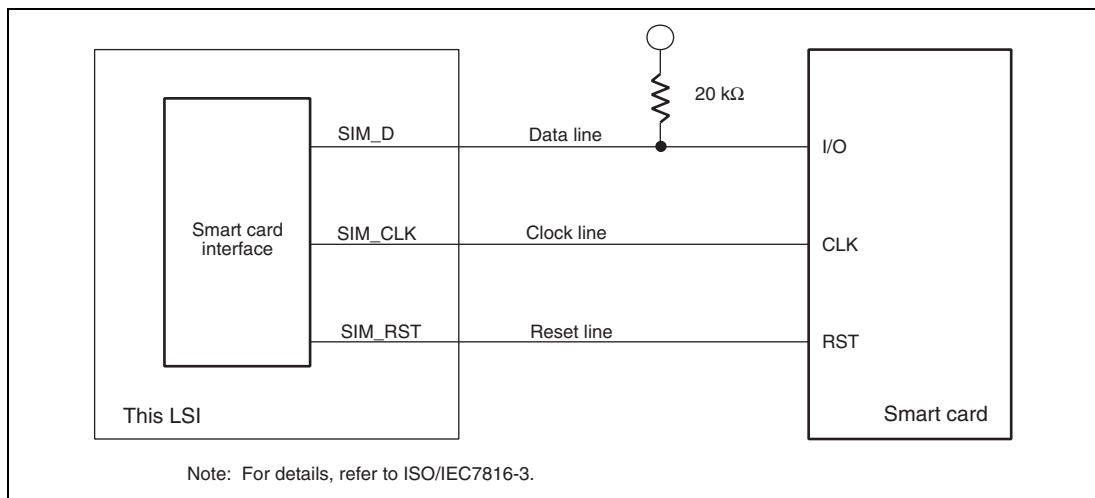 20 kΩ
SIM_D
Data line
I/O
Smart card
interface
SIM_CLK
Clock line
CLK
SIM_RST
Reset line
RST
This LSI
Smart card
Note: For details, refer to ISO/IEC7816-3.